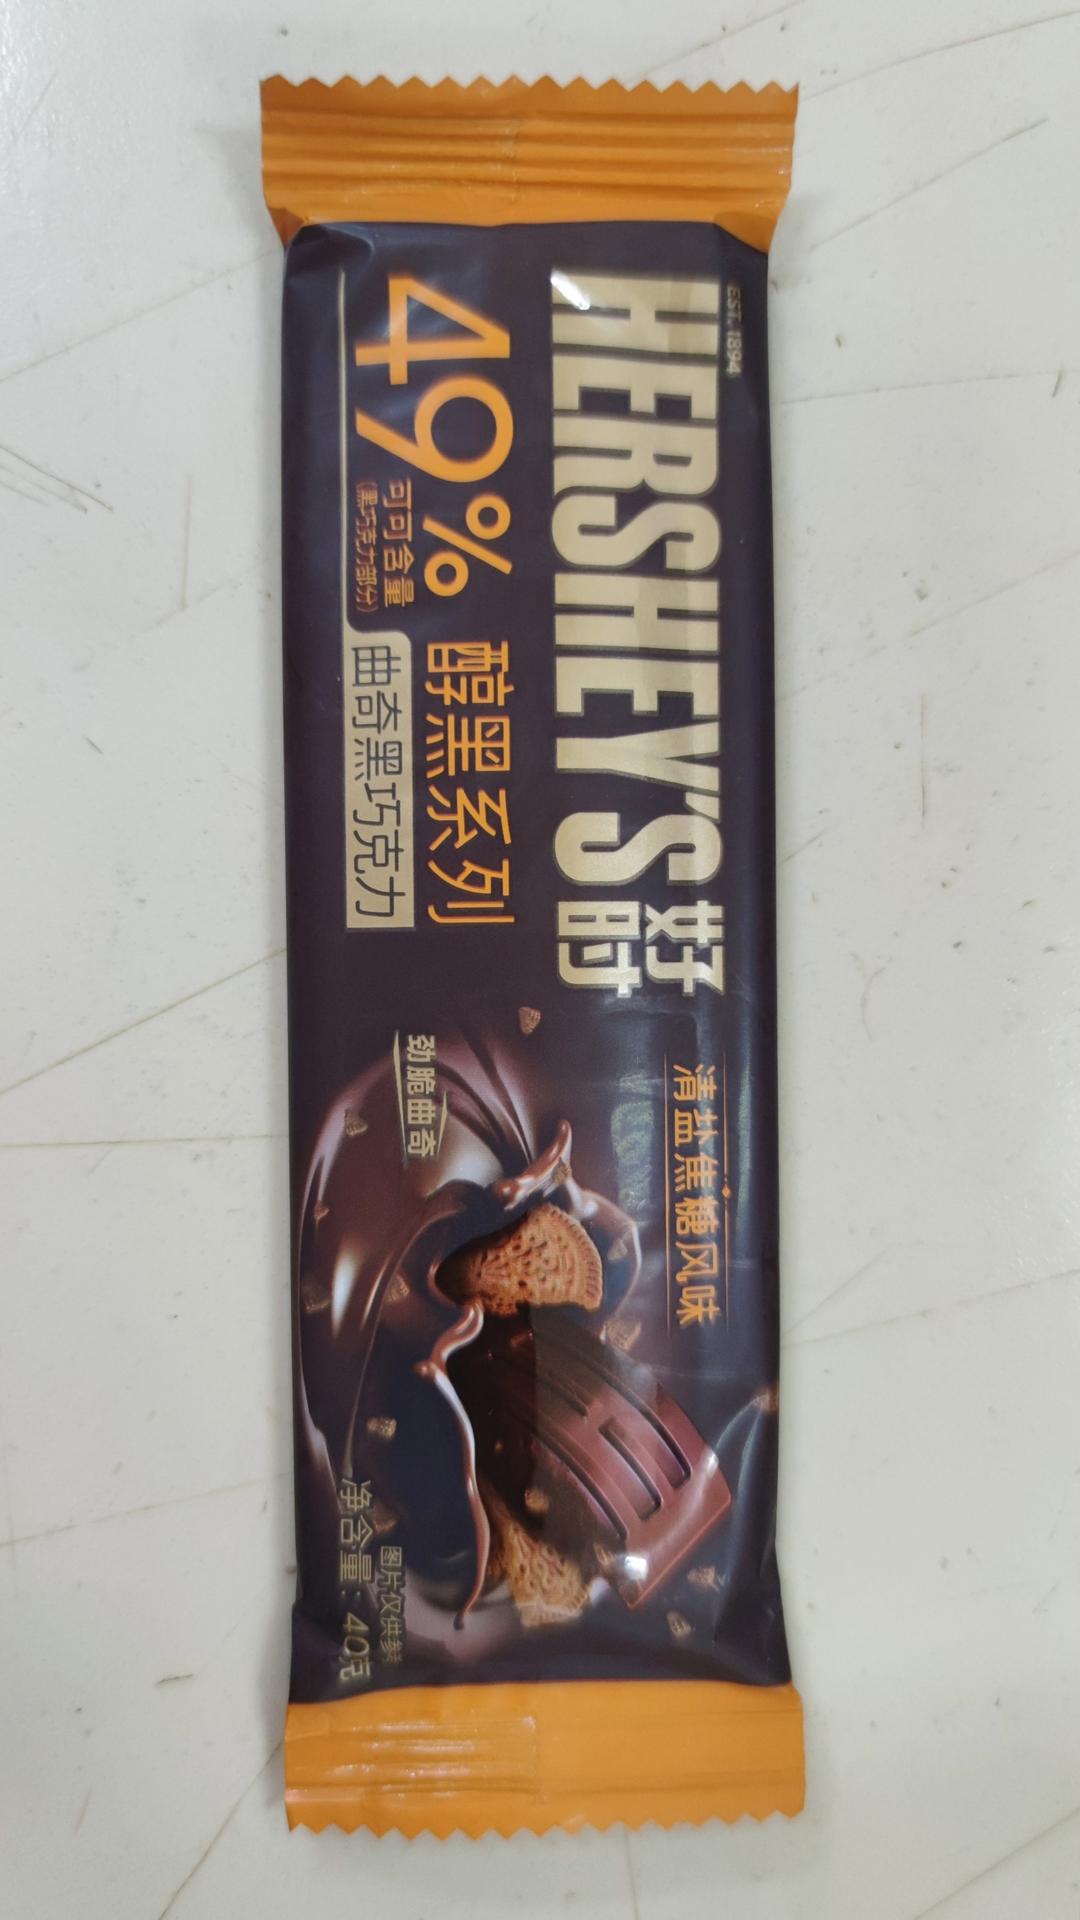 EST. 1894
HERSHEY'S好时
49%
可可含量
(黑巧克力部分)
醇黑系列
曲奇黑巧克力
清盐焦糖风味
劲脆曲奇
图片仅供参考
净含量：40克